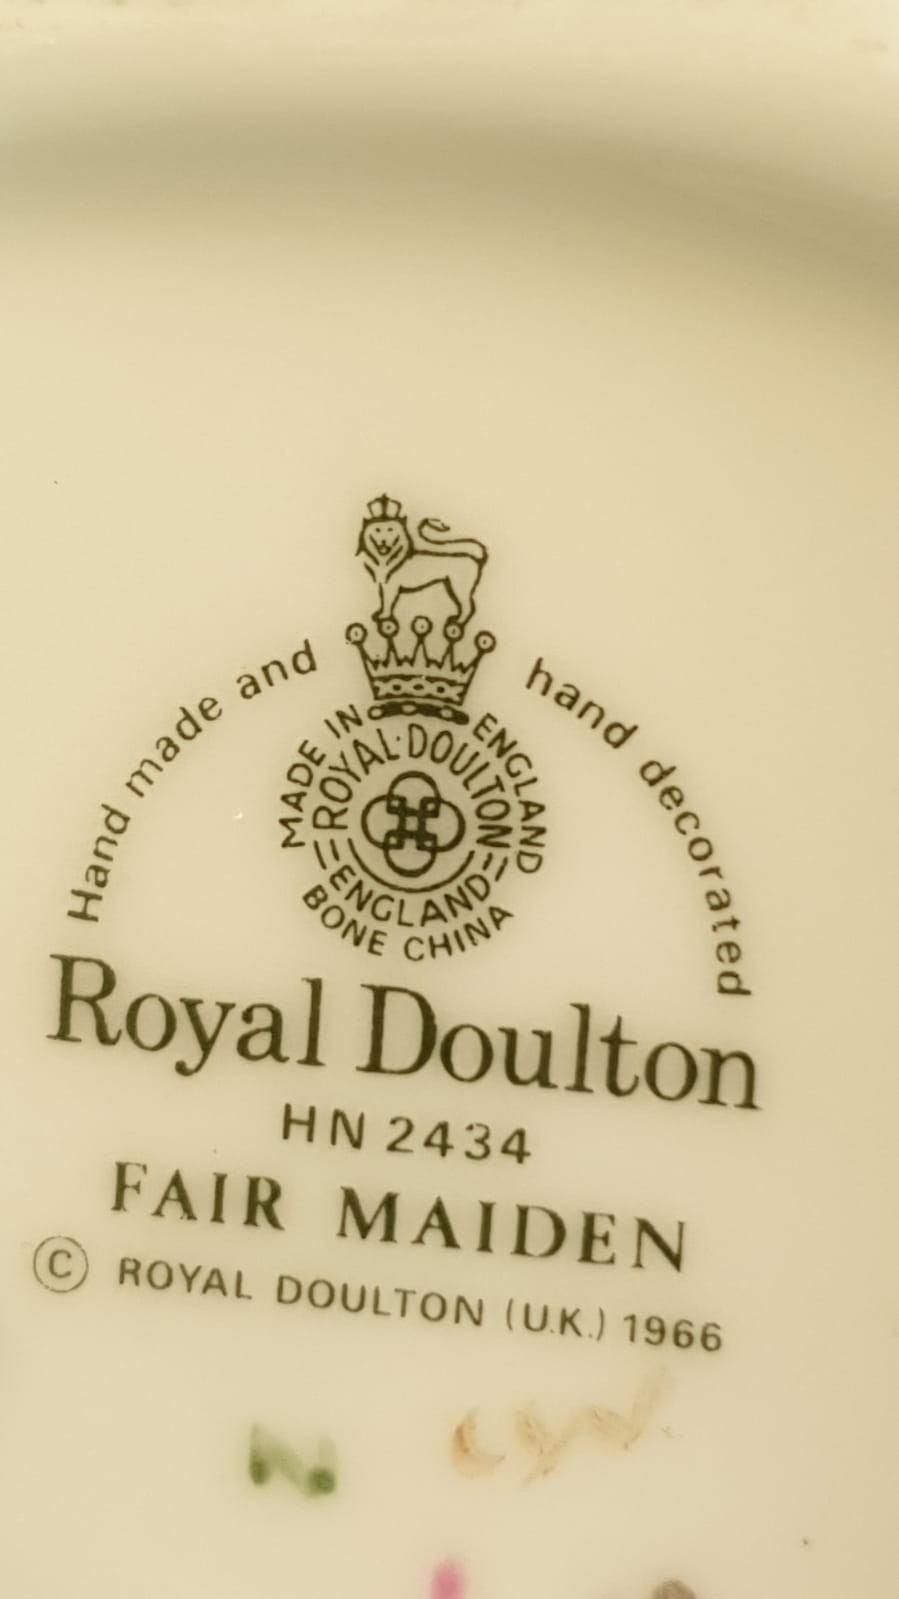 Hand made and hand decorated
MADE IN ENGLAND
ROYAL·DOULTON
ENGLAND
BONE CHINA
Royal Doulton
HN 2434
FAIR MAIDEN
© ROYAL DOULTON (U.K.) 1966